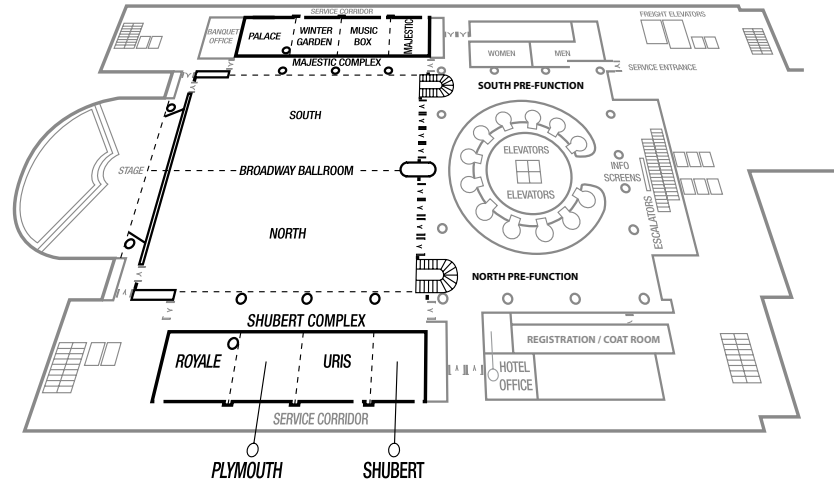 SERVICE CORRIDOR
FREIGHT ELEVATORS
BANQUET
OFFICE
PALACE
WINTER
GARDEN
MUSIC
BOX
MAJESTIC
WOMEN
MEN
MAJESTIC COMPLEX
SERVICE ENTRANCE
SOUTH PRE-FUNCTION
SOUTH
STAGE
BROADWAY BALLROOM
ELEVATORS
ELEVATORS
INFO
SCREENS
ESCALATORS
NORTH
NORTH PRE-FUNCTION
SHUBERT COMPLEX
REGISTRATION / COAT ROOM
ROYALE
URIS
HOTEL
OFFICE
SERVICE CORRIDOR
PLYMOUTH
SHUBERT